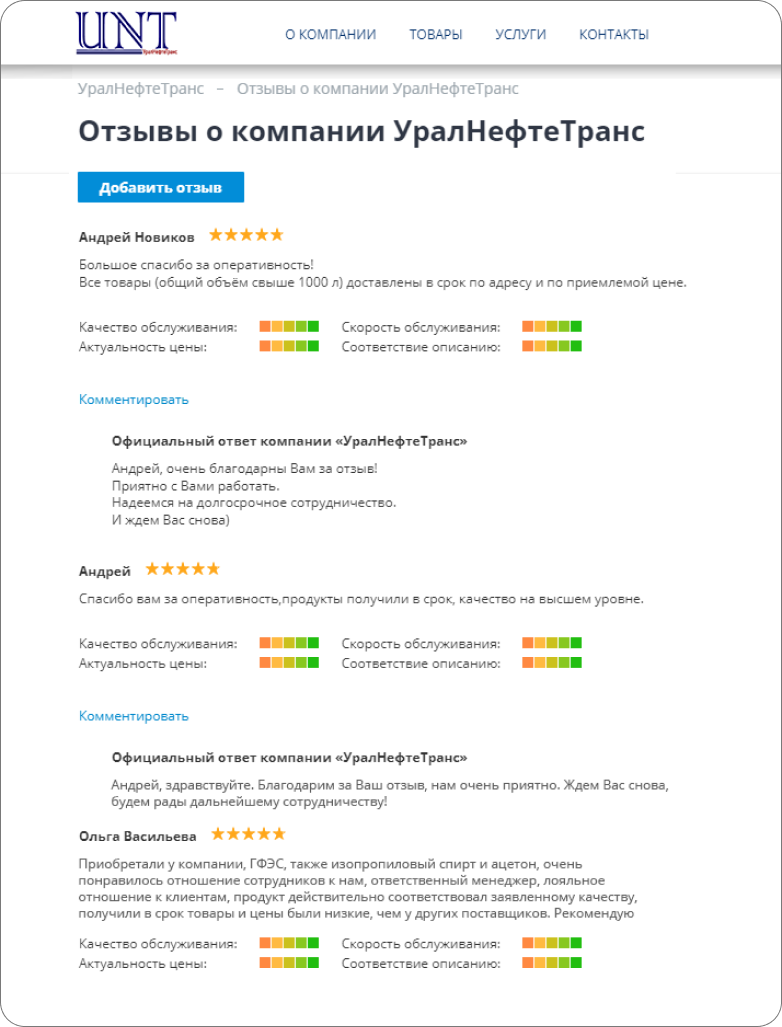 UNT
УралНефтеТранс
О КОМПАНИИ ТОВАРЫ УСЛУГИ КОНТАКТЫ
УралНефтеТранс – Отзывы о компании УралНефтеТранс
Отзывы о компании УралНефтеТранс
Добавить отзыв
Андрей Новиков
Большое спасибо за оперативность!
Все товары (общий объём свыше 1000 л) доставлены в срок по адресу и по приемлемой цене.
Качество обслуживания: Скорость обслуживания:
Актуальность цены: Соответствие описанию:
Комментировать
Официальный ответ компании «УралНефтеТранс»
Андрей, очень благодарны Вам за отзыв!
Приятно с Вами работать.
Надеемся на долгосрочное сотрудничество.
И ждем Вас снова)
Андрей
Спасибо вам за оперативность,продукты получили в срок, качество на высшем уровне.
Качество обслуживания: Скорость обслуживания:
Актуальность цены: Соответствие описанию:
Комментировать
Официальный ответ компании «УралНефтеТранс»
Андрей, здравствуйте. Благодарим за Ваш отзыв, нам очень приятно. Ждем Вас снова,
будем рады дальнейшему сотрудничеству!
Ольга Васильева
Приобретали у компании, ГФЭС, также изопропиловый спирт и ацетон, очень
понравилось отношение сотрудников к нам, ответственный менеджер, лояльное
отношение к клиентам, продукт действительно соответствовал заявленному качеству,
получили в срок товары и цены были низкие, чем у других поставщиков. Рекомендую
Качество обслуживания: Скорость обслуживания:
Актуальность цены: Соответствие описанию: